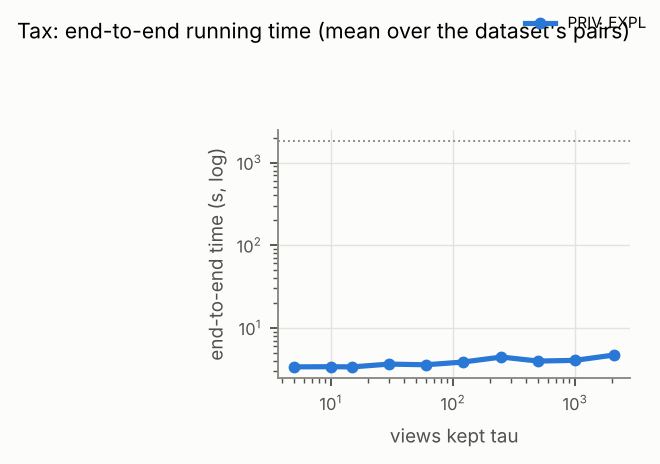 PRIV_EXPL
Tax: end-to-end running time (mean over the dataset's pairs)
end-to-end time (s, log)
10³
10²
10¹
10¹ 10² 10³
views kept tau